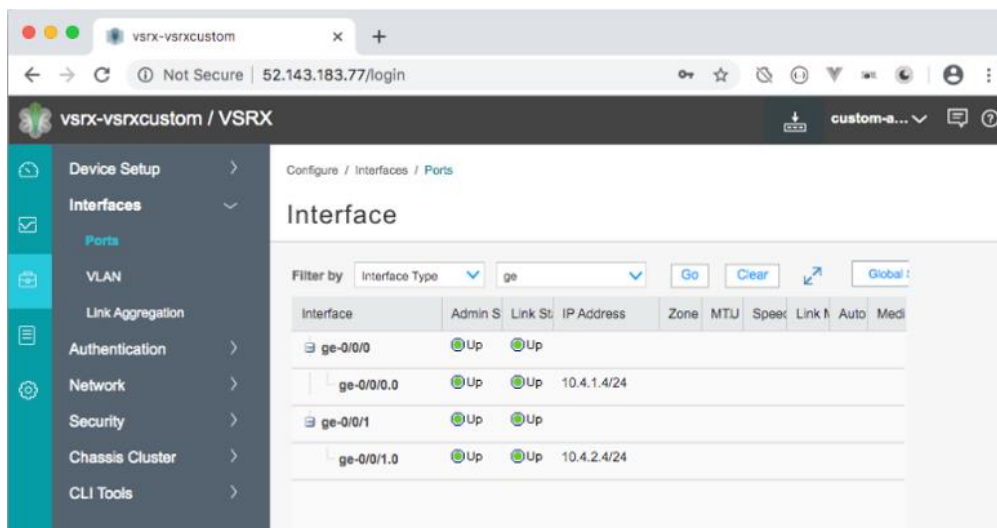 vsrx-vsrxcustom
Not Secure | 52.143.183.77/login
vsrx-vsrxcustom / VSRX
custom-a...
Device Setup
Interfaces
Ports
VLAN
Link Aggregation
Authentication
Network
Security
Chassis Cluster
CLI Tools
Configure / Interfaces / Ports
Interface
Filter by Interface Type ge Go Clear Global
Interface Admin S Link St IP Address Zone MTU Speed Link Auto Medi
ge-0/0/0 Up Up
ge-0/0/0.0 Up Up 10.4.1.4/24
ge-0/0/1 Up Up
ge-0/0/1.0 Up Up 10.4.2.4/24